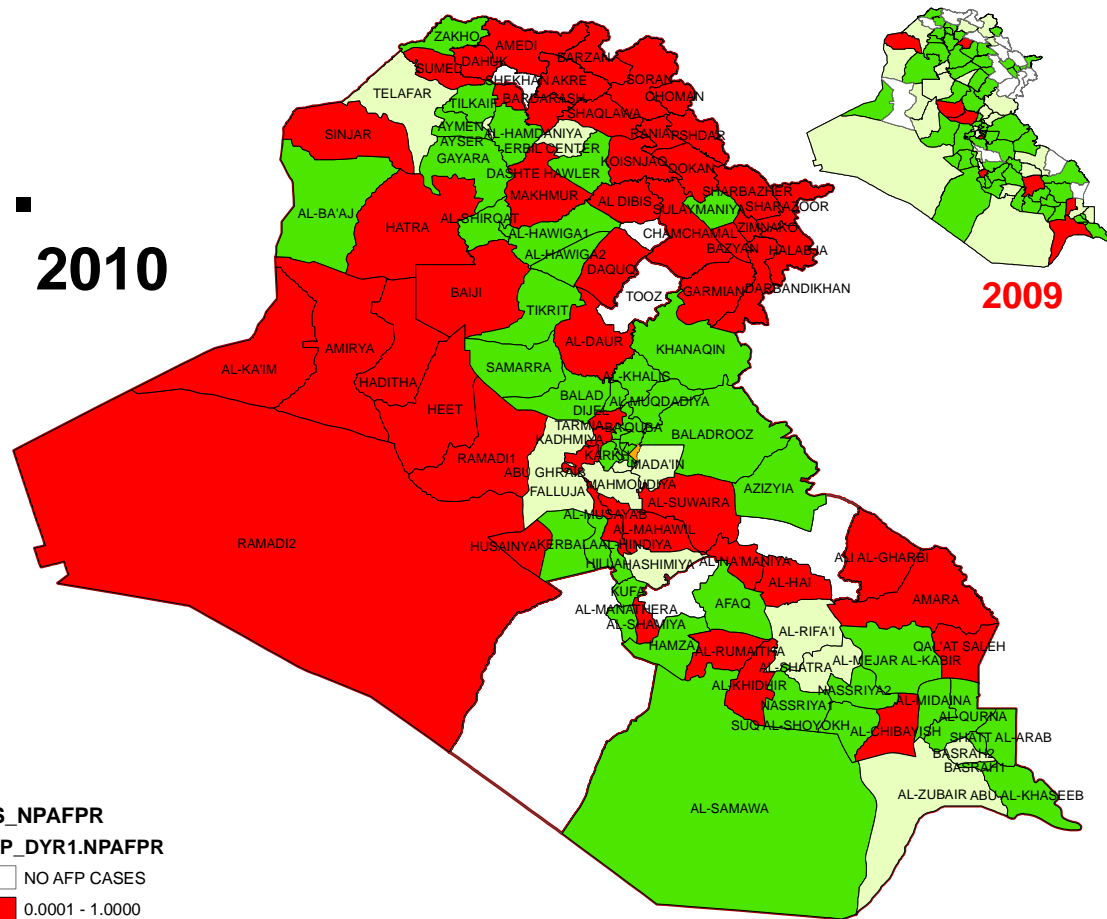 2010
2009
ZAKHO
AMEDI
DAHUK
SUMEL
BARZAN
SHEKHAN
AKRE
SORAN
TELAFAR
BARDARASH
CHOMAN
TILKAIF
SHAQLAWA
SINJAR
AYMEN
AL-HAMDANIYA
RANIA
PSHDAR
AYSER
ERBIL CENTER
GAYARA
KOISNJAQ
DASHTE HAWLER
DOKAN
MAKHMUR
SHARBAZHER
AL DIBIS
AL-BA'AJ
SULAYMANIYA
SHARAZOOR
HATRA
AL-SHIRQAT
AL-HAWIGA1
CHAMCHAMAL
ZIMNAKO
AL-HAWIGA2
BAZYAN
HALABJA
DAQUQ
BAIJI
TOOZ
GARMIAN
DARBANDIKHAN
TIKRIT
AL-DAUR
AMIRYA
KHANAQIN
AL-KA'IM
SAMARRA
HADITHA
AL-KHALIS
BALAD
AL-MUQDADIYA
HEET
DIJEL
TARMIA
BA'QUBA
BALADROOZ
KADHMIYA
KARKH
RAMADI1
MADA'IN
ABU GHRAIB
MAHMOUDIYA
FALLUJA
AZIZYIA
AL-SUWAIRA
AL-MUSAYAB
AL-MAHAWIL
RAMADI2
HUSAINYA
KERBALA
AL-HINDIYA
HILLA
HASHIMIYA
AL-NA'MANIYA
ALI AL-GHARBI
AL-HAI
KUFA
AFAQ
AMARA
AL-MANATHERA
AL-SHAMIYA
AL-RIFA'I
HAMZA
QAL'AT SALEH
AL-RUMAITHA
AL-SHATRA
AL-MEJAR AL-KABIR
AL-KHIDHIR
NASSRIYA2
AL-MIDAINA
NASSRIYA1
AL-QURNA
SUQ AL-SHOYOKH
AL-CHIBAYISH
SHATT AL-ARAB
BASRAH2
BASRAH1
AL-ZUBAIR
ABU AL-KHASEEB
AL-SAMAWA
S_NPAFPR
P_DYR1.NPAFPR
NO AFP CASES
0.0001 - 1.0000